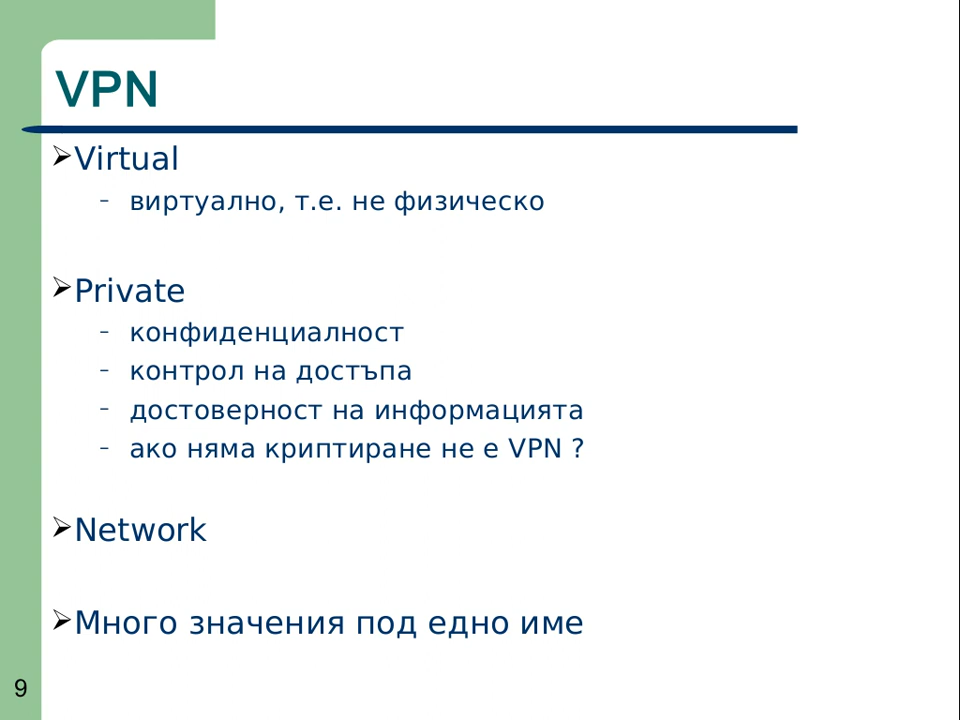 VPN
Virtual
– виртуално, т.е. не физическо
Private
– конфиденциалност
– контрол на достъпа
– достоверност на информацията
– ако няма криптиране не е VPN ?
Network
Много значения под едно име
9